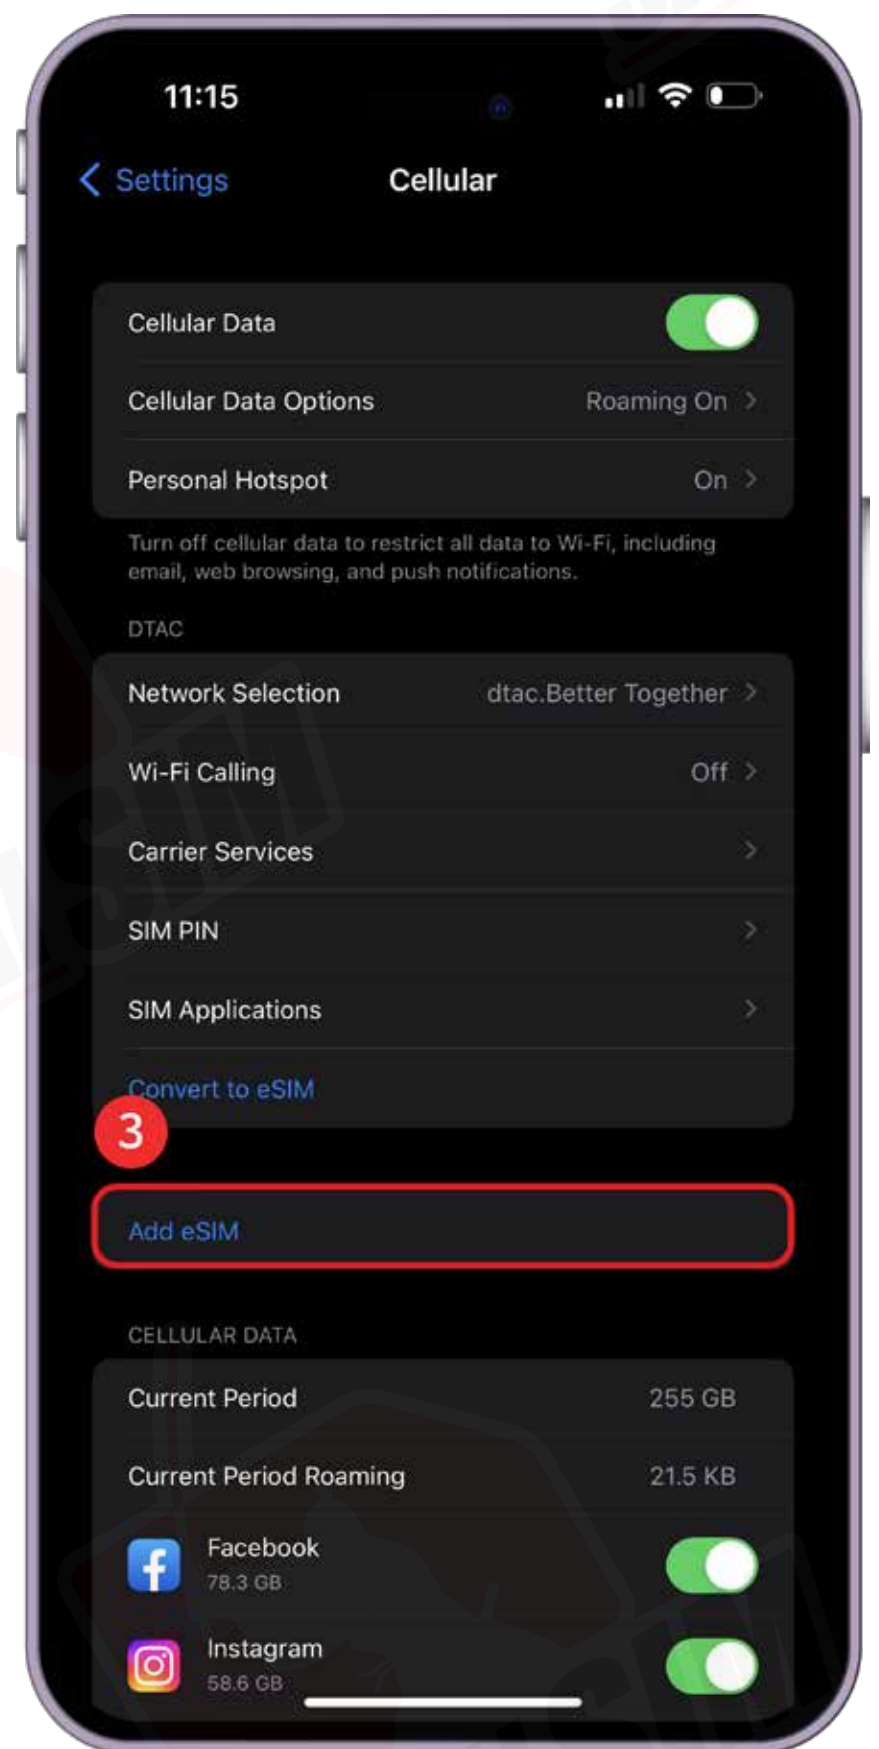 11:15
Settings
Cellular
Cellular Data
Cellular Data Options Roaming On
Personal Hotspot On
Turn off cellular data to restrict all data to Wi-Fi, including
email, web browsing, and push notifications.
DTAC
Network Selection dtac.Better Together
Wi-Fi Calling Off
Carrier Services
SIM PIN
SIM Applications
Convert to eSIM
3
Add eSIM
CELLULAR DATA
Current Period 255 GB
Current Period Roaming 21.5 KB
Facebook
78.3 GB
Instagram
58.6 GB